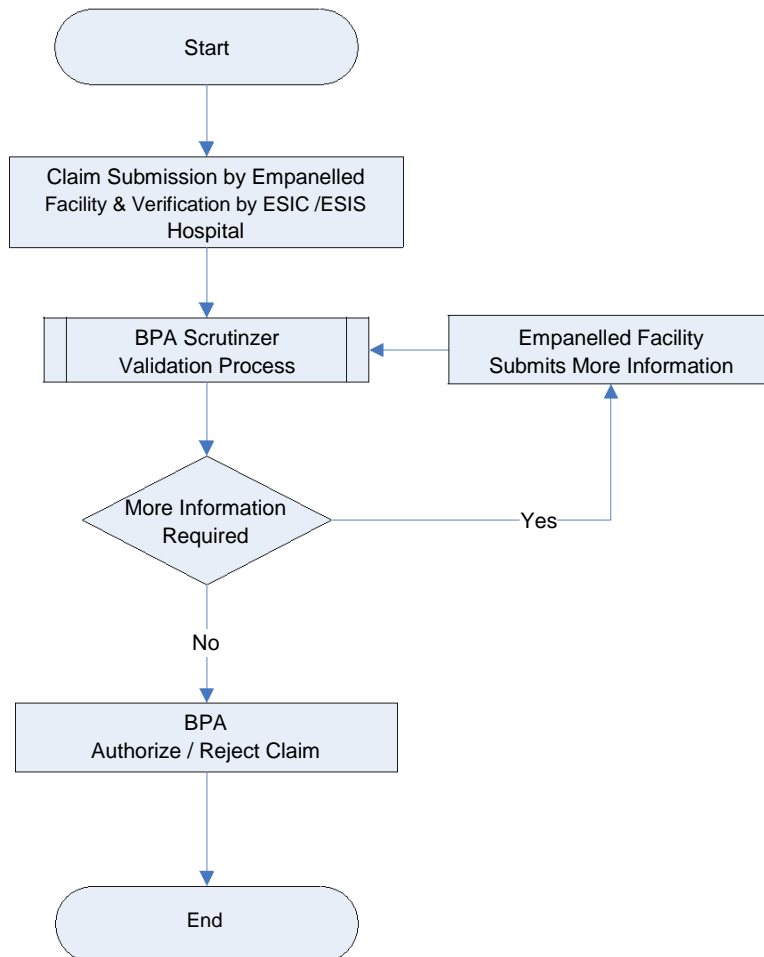 Start
Claim Submission by Empanelled
Facility & Verification by ESIC /ESIS
Hospital
BPA Scrutinzer
Validation Process
Empanelled Facility
Submits More Information
More Information
Required
Yes
No
BPA
Authorize / Reject Claim
End